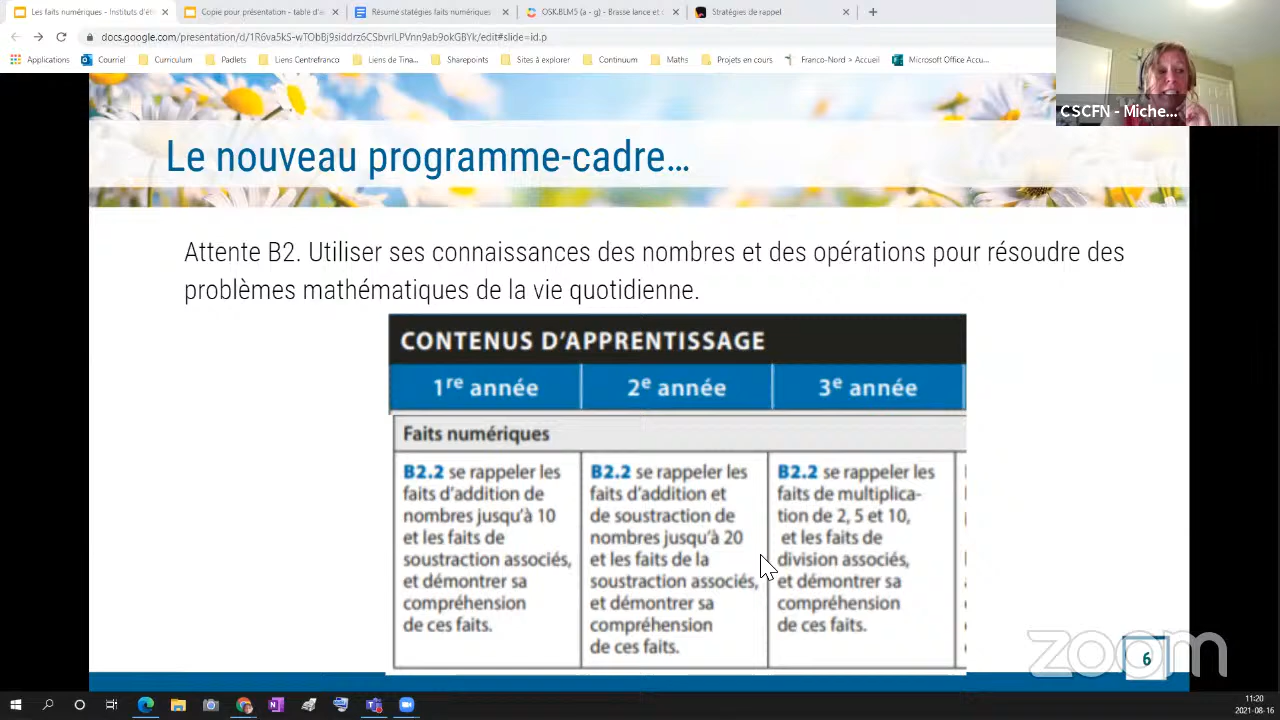 Les faits numériques - Instituts d'ét
Copie pour présentation - tablé d'a
Résumé statégies faits numériques
OSK.BLM5 (a - g) - Brasse lance et c
Stratégies de rappel
docs.google.com/presentation/d/1R6va5kS-wTObBj9siddrz6CSbvrlLPVnn9ab9okGBYk/edit#slide=id.p
Applications
Courriel
Curriculum
Padlets
Liens Centrefranco
Liens de Tina...
Sharepoints
Sites à explorer
Continuum
Maths
Projets en cours
Franco-Nord > Accueil
Microsoft Office Accu...
CSCFN - Miche...
Le nouveau programme-cadre...
Attente B2. Utiliser ses connaissances des nombres et des opérations pour résoudre des
problèmes mathématiques de la vie quotidienne.
CONTENUS D'APPRENTISSAGE
1re année
2e année
3e année
Faits numériques
B2.2 se rappeler les
faits d'addition de
nombres jusqu'à 10
et les faits de
soustraction associés,
et démontrer sa
compréhension
de ces faits.
B2.2 se rappeler les
faits d'addition et
de soustraction de
nombres jusqu'à 20
et les faits de la
soustraction associés,
et démontrer sa
compréhension
de ces faits.
B2.2 se rappeler les
faits de multiplica-
tion de 2, 5 et 10,
et les faits de
division associés,
et démontrer sa
compréhension
de ces faits.
zoom
6
11:20
2021-08-16